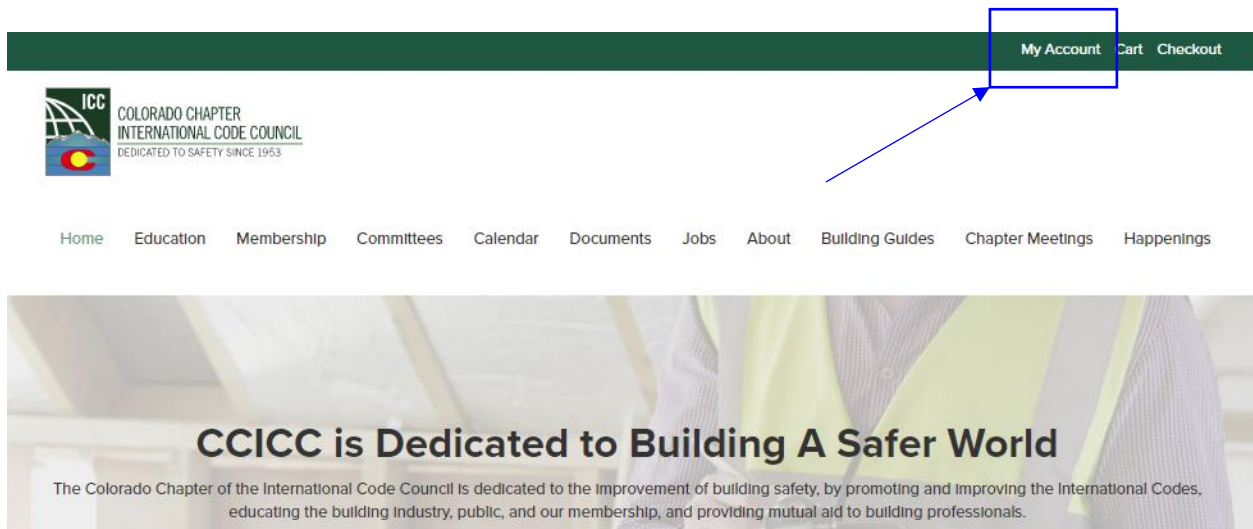 My Account Cart Checkout
ICC
COLORADO CHAPTER
INTERNATIONAL CODE COUNCIL
DEDICATED TO SAFETY SINCE 1953
Home Education Membership Committees Calendar Documents Jobs About Building Guides Chapter Meetings Happenings
CCICC is Dedicated to Building A Safer World
The Colorado Chapter of the International Code Council is dedicated to the improvement of building safety, by promoting and improving the International Codes,
educating the building industry, public, and our membership, and providing mutual aid to building professionals.